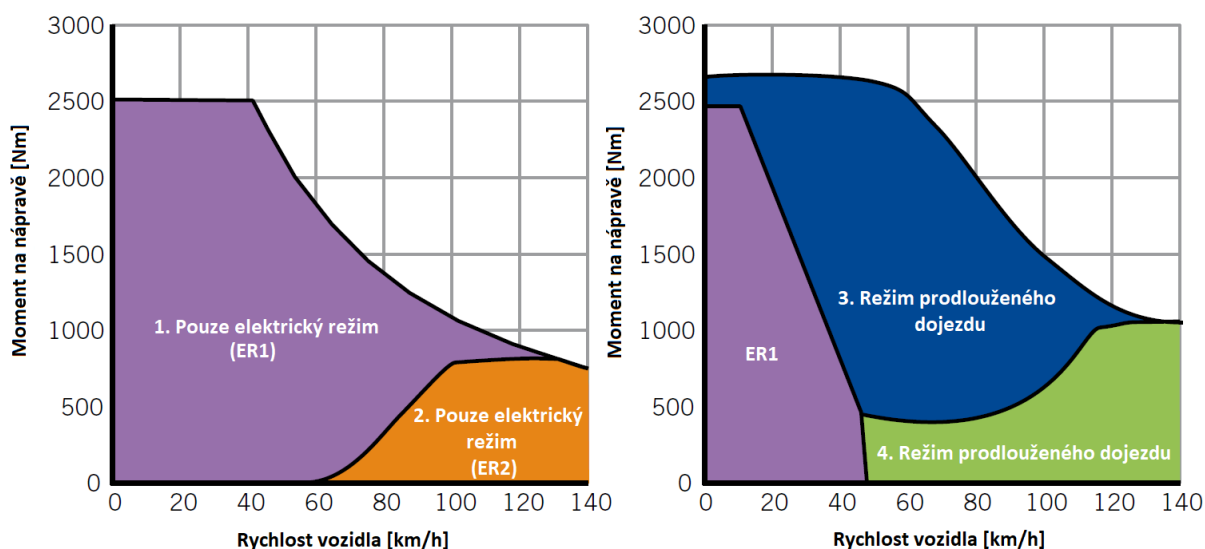 3000
2500
2000
1500
1000
500
0
Moment na nápravě [Nm]
1. Pouze elektrický režim
(ER1)
2. Pouze elektrický
režim
(ER2)
0 20 40 60 80 100 120 140
Rychlost vozidla [km/h]
3000
2500
2000
1500
1000
500
0
Moment na nápravě [Nm]
3. Režim prodlouženého
dojezdu
ER1
4. Režim prodlouženého dojezdu
0 20 40 60 80 100 120 140
Rychlost vozidla [km/h]